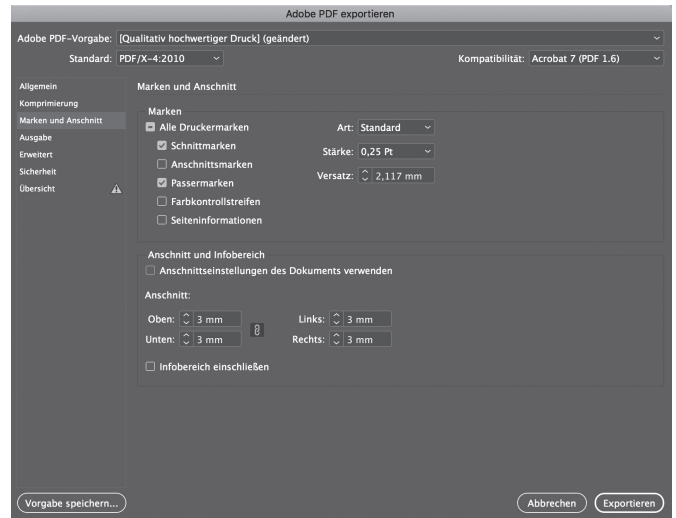 Adobe PDF exportieren
Adobe PDF-Vorgabe: [Qualitativ hochwertiger Druck] (geändert)
Standard: PDF/X-4:2010 Kompatibilität: Acrobat 7 (PDF 1.6)
Allgemein
Komprimierung
Marken und Anschnitt
Ausgabe
Erweitert
Sicherheit
Übersicht
Marken und Anschnitt
Marken
Alle Druckermarken Art: Standard
Schnittmarken Stärke: 0,25 Pt
Anschnittsmarken Versatz: 2,117 mm
Passermarken
Farbkontrollstreifen
Seiteninformationen
Anschnitt und Infobereich
Anschnittseinstellungen des Dokuments verwenden
Anschnitt:
Oben: 3 mm Links: 3 mm
Unten: 3 mm Rechts: 3 mm
Infobereich einschließen
Vorgabe speichern... Abbrechen Exportieren